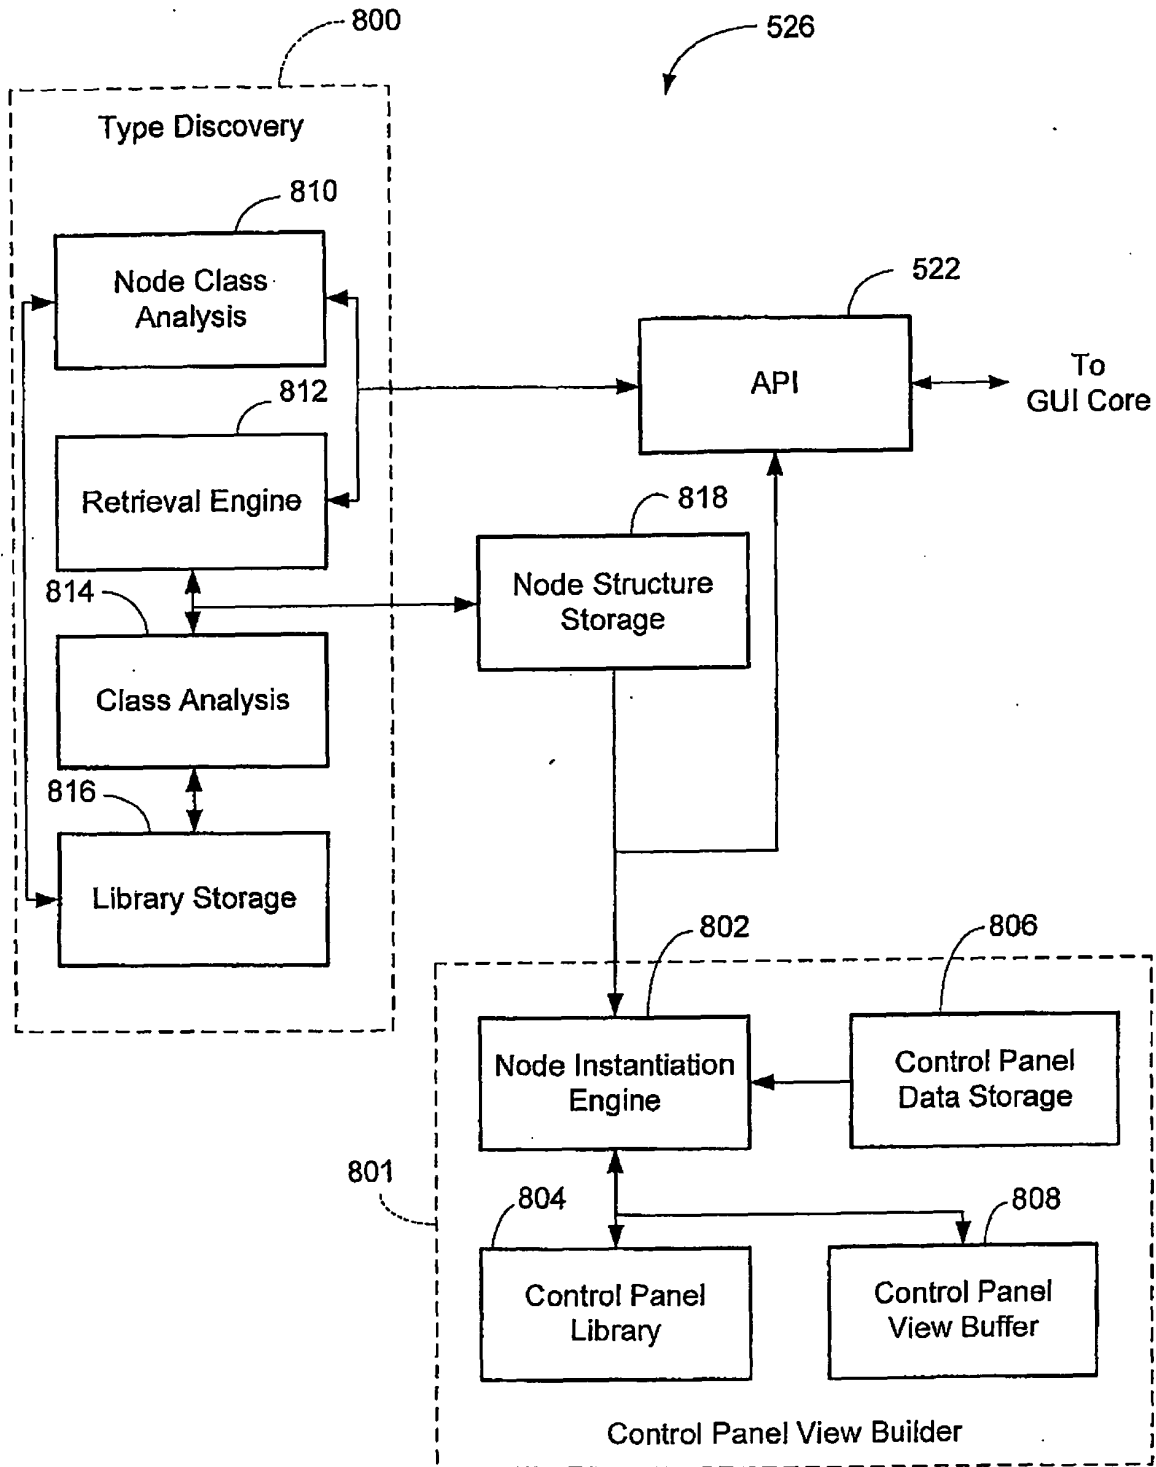 800
526
Type Discovery
810
Node Class
Analysis
522
API
To
GUI Core
812
Retrieval Engine
818
Node Structure
Storage
814
Class Analysis
816
Library Storage
802
806
Node Instantiation
Engine
Control Panel
Data Storage
801
804
808
Control Panel
Library
Control Panel
View Buffer
Control Panel View Builder